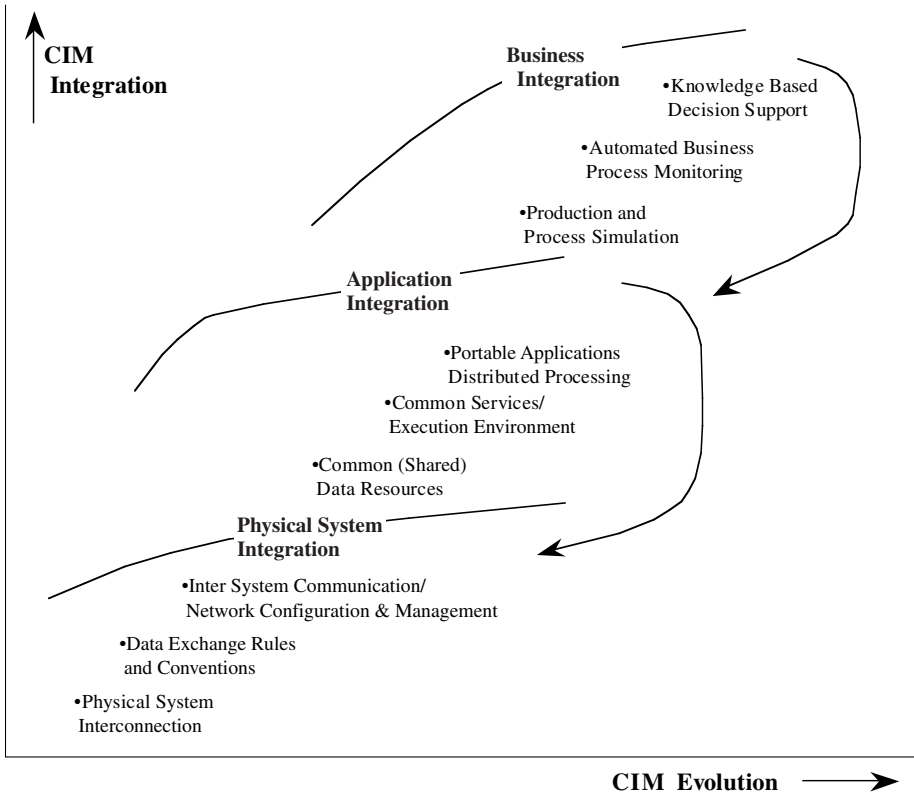 CIM
Integration
Business
Integration
•Knowledge Based
Decision Support
•Automated Business
Process Monitoring
•Production and
Process Simulation
Application
Integration
•Portable Applications
Distributed Processing
•Common Services/
Execution Environment
•Common (Shared)
Data Resources
Physical System
Integration
•Inter System Communication/
Network Configuration & Management
•Data Exchange Rules
and Conventions
•Physical System
Interconnection
CIM Evolution